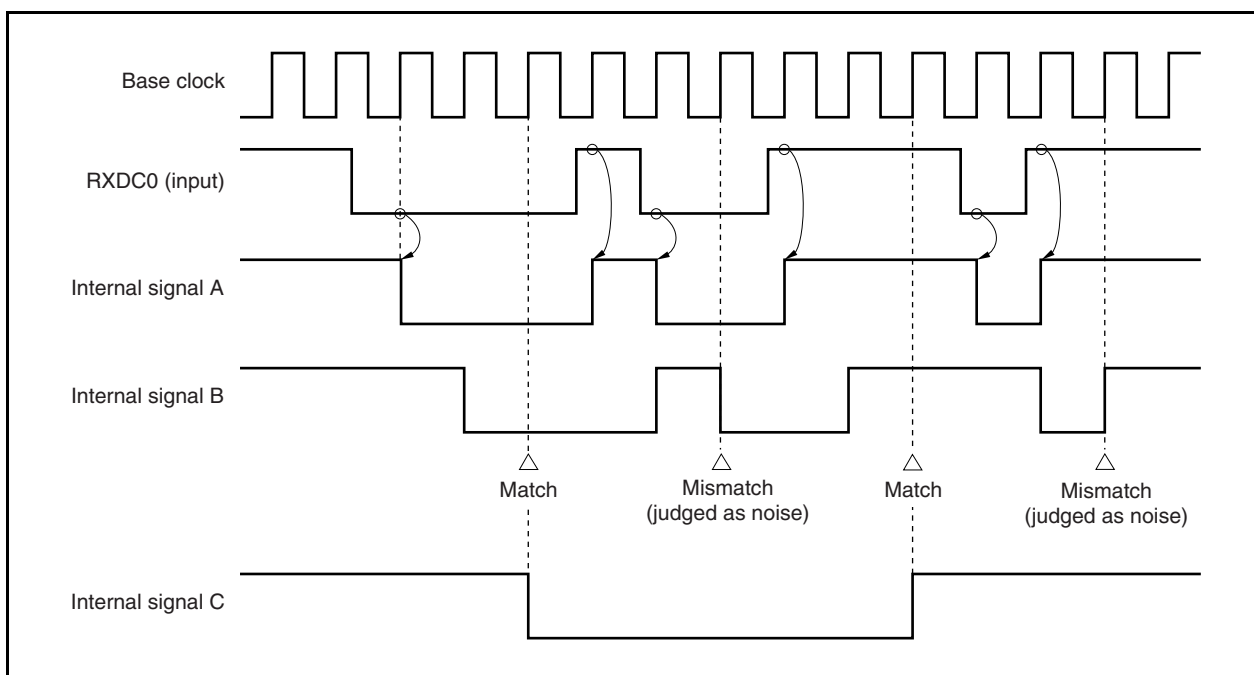 Base clock
RXDC0 (input)
Internal signal A
Internal signal B
Match
Mismatch
(judged as noise)
Match
Mismatch
(judged as noise)
Internal signal C